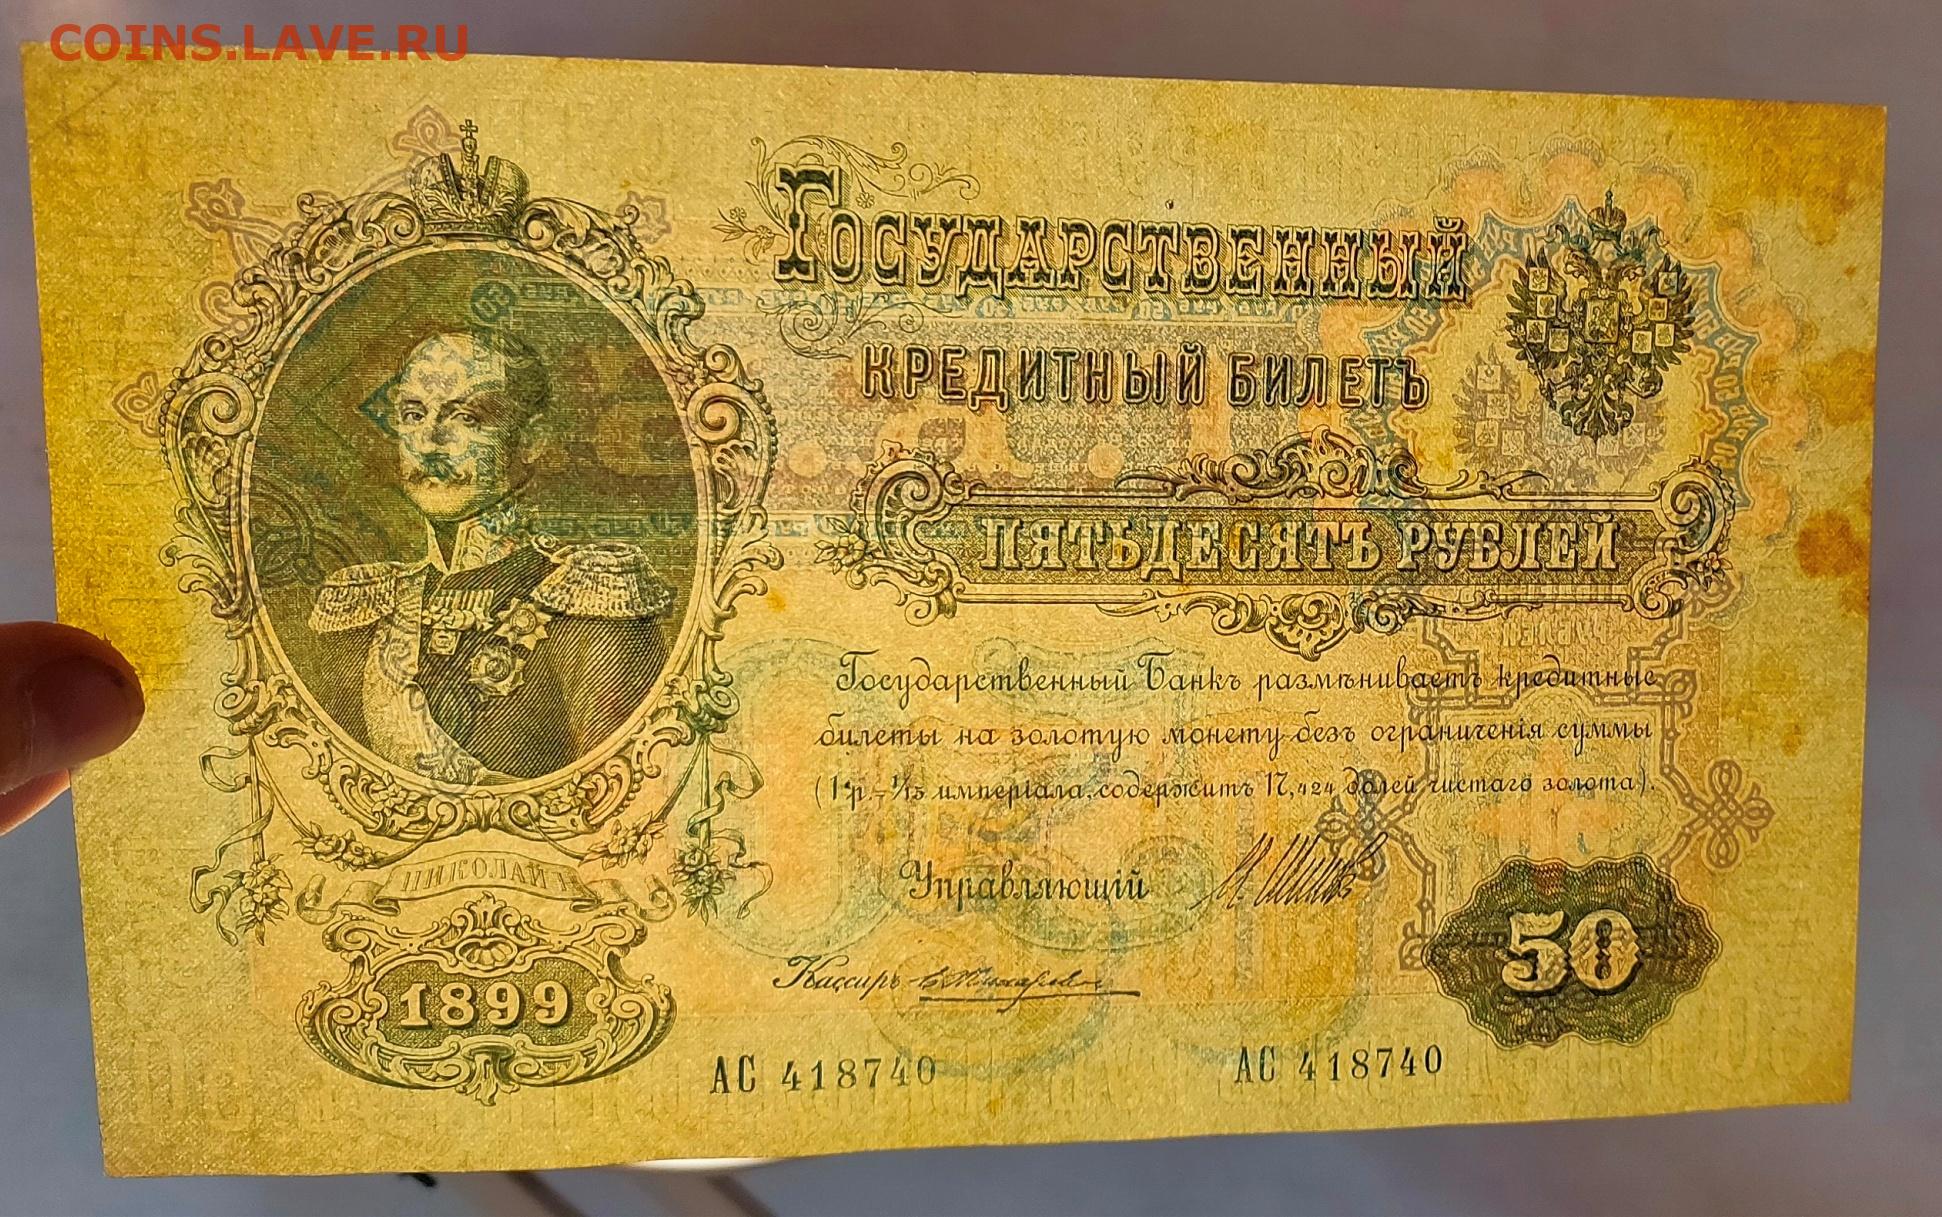 COINS.LAVE.RU
ГОСУДАРСТВЕННЫЙ
КРЕДИТНЫЙ БИЛЕТЪ
ПЯТЬДЕСЯТЪ РУБЛЕЙ
Государственный Банкъ размѣниваетъ кредитные
билеты на золотую монету безъ ограниченія суммы
(1 р. = 1/15 имперіала, содержитъ 17,424 долей чистаго золота).
Управляющій
Кассиръ
НИКОЛАЙ I
1899
50
АС 418740
АС 418740